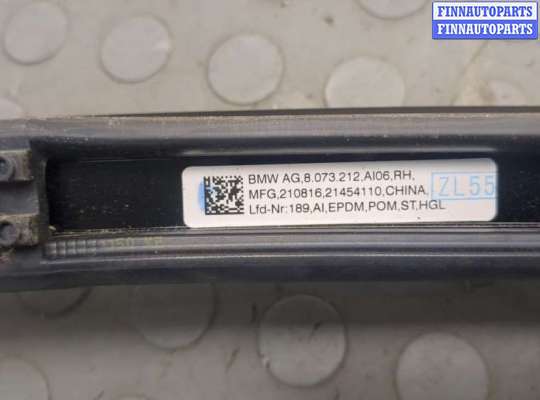 FINNAUTOPARTS
FINNAUTOPARTS
BMW AG,8.073.212,AI06,RH,
MFG,210816,21454110,CHINA, ZL55
Lfd-Nr:189,AI,EPDM,POM,ST,HGL